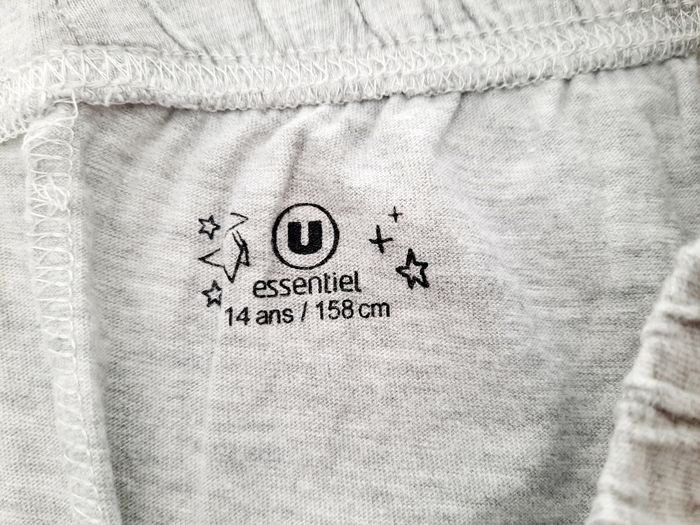 U
essentiel
14 ans / 158 cm